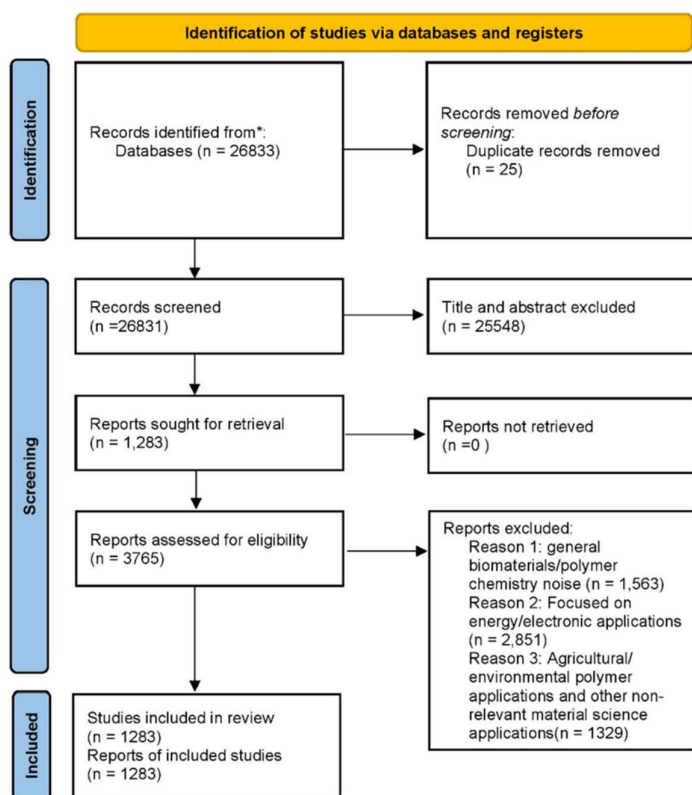 Identification of studies via databases and registers
Identification
Records identified from*:
Databases (n = 26833)
Records removed before
screening:
Duplicate records removed
(n = 25)
Screening
Records screened
(n =26831)
Title and abstract excluded
(n = 25548)
Reports sought for retrieval
(n = 1,283)
Reports not retrieved
(n =0 )
Reports assessed for eligibility
(n = 3765)
Reports excluded:
Reason 1: general
biomaterials/polymer
chemistry noise (n = 1,563)
Reason 2: Focused on
energy/electronic applications
(n = 2,851)
Reason 3: Agricultural/
environmental polymer
applications and other non-
relevant material science
applications(n = 1329)
Included
Studies included in review
(n = 1283)
Reports of included studies
(n = 1283)